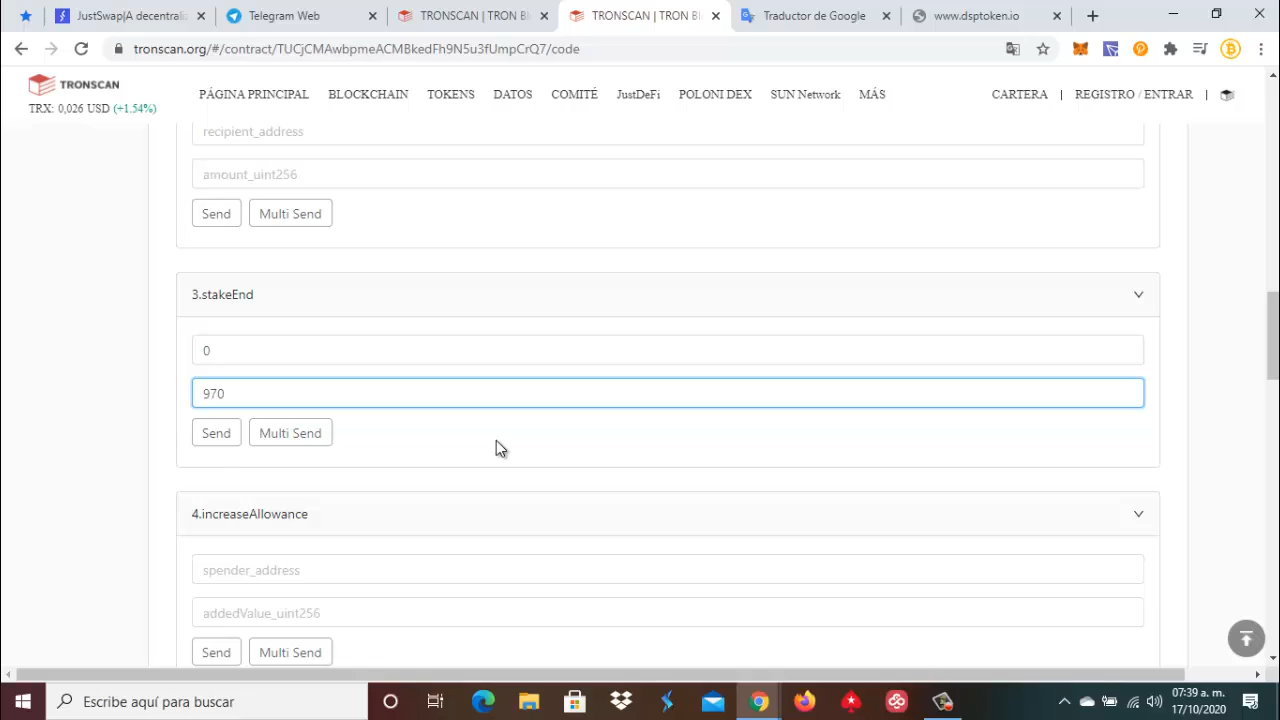 JustSwap|A decentrali
Telegram Web
TRONSCAN | TRON Bl
TRONSCAN | TRON Bl
Traductor de Google
www.dsptoken.io
tronscan.org/#/contract/TUCjCMAwbpmeACMBkedFh9N5u3fUmpCrQ7/code
TRONSCAN
TRX: 0,026 USD (+1.54%)
PÁGINA PRINCIPAL
BLOCKCHAIN
TOKENS
DATOS
COMITÉ
JustDeFi
POLONI DEX
SUN Network
MÁS
CARTERA | REGISTRO / ENTRAR |
recipient_address
amount_uint256
Send
Multi Send
3.stakeEnd
0
970
Send
Multi Send
4.increaseAllowance
spender_address
addedValue_uint256
Send
Multi Send
Escribe aquí para buscar
07:39 a. m.
17/10/2020